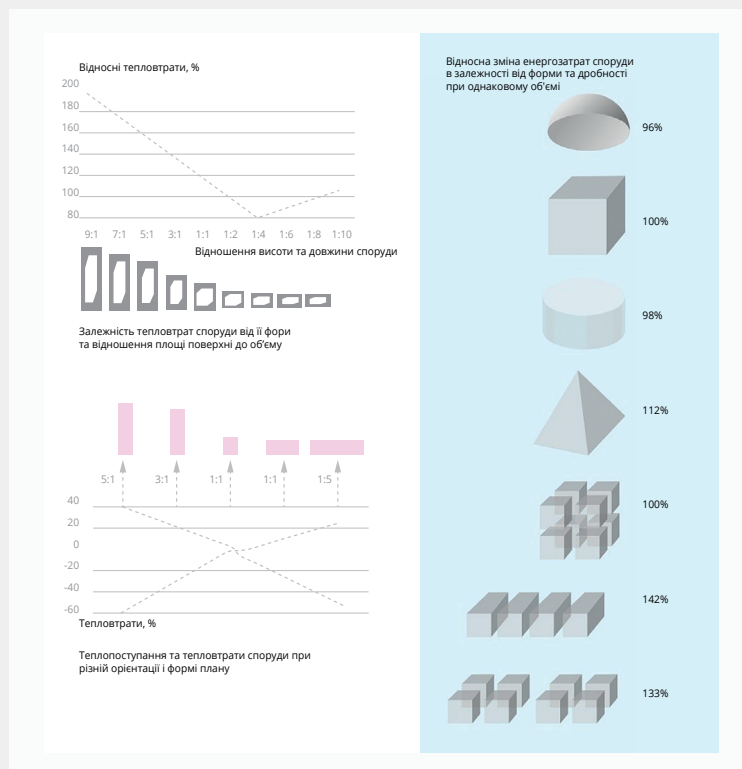 Відносні тепловтрати, %
200
180
160
140
120
100
80
9:1 7:1 5:1 3:1 1:1 1:2 1:4 1:6 1:8 1:10
Відношення висоти та довжини споруди
Залежність тепловтрат споруди від її фори
та відношення площі поверхні до об’єму
5:1 3:1 1:1 1:1 1:5
40
20
0
-20
-40
-60
Тепловтрати, %
Теплопоступання та тепловтрати споруди при
різній орієнтації і формі плану
Відносна зміна енергозатрат споруди
в залежності від форми та дробності
при однаковому об'ємі
96%
100%
98%
112%
100%
142%
133%